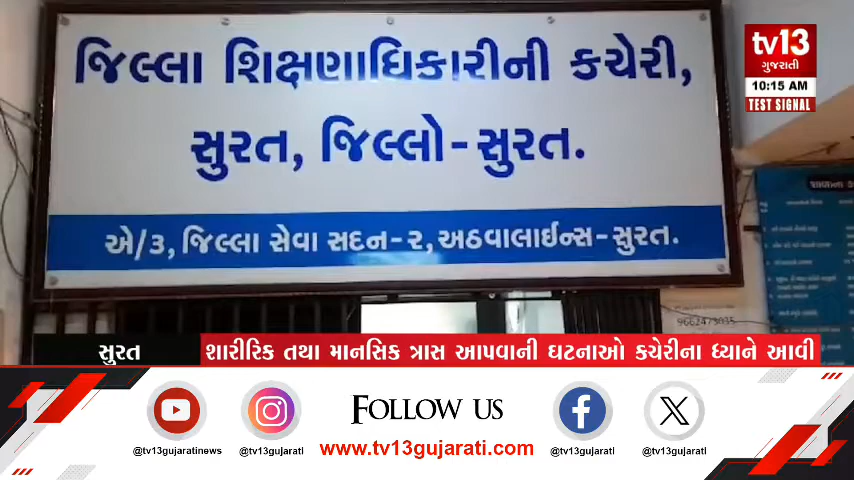 જિલ્લા શિક્ષણાધિકારીની કચેરી,
સુરત, જિલ્લો-સુરત.
એ/૩, જિલ્લા સેવા સદન-૨, અઠવાલાઈન્સ-સુરત.
tv13
ગુજરાતી
10:15 AM
TEST SIGNAL
9662473035
સુરત
શારીરિક તથા માનસિક ત્રાસ આપવાની ઘટનાઓ કચેરીના ધ્યાને આવી
FOLLOW US
@tv13gujaratinews
@tv13gujarati
www.tv13gujarati.com
@tv13gujarati
@tv13gujarati